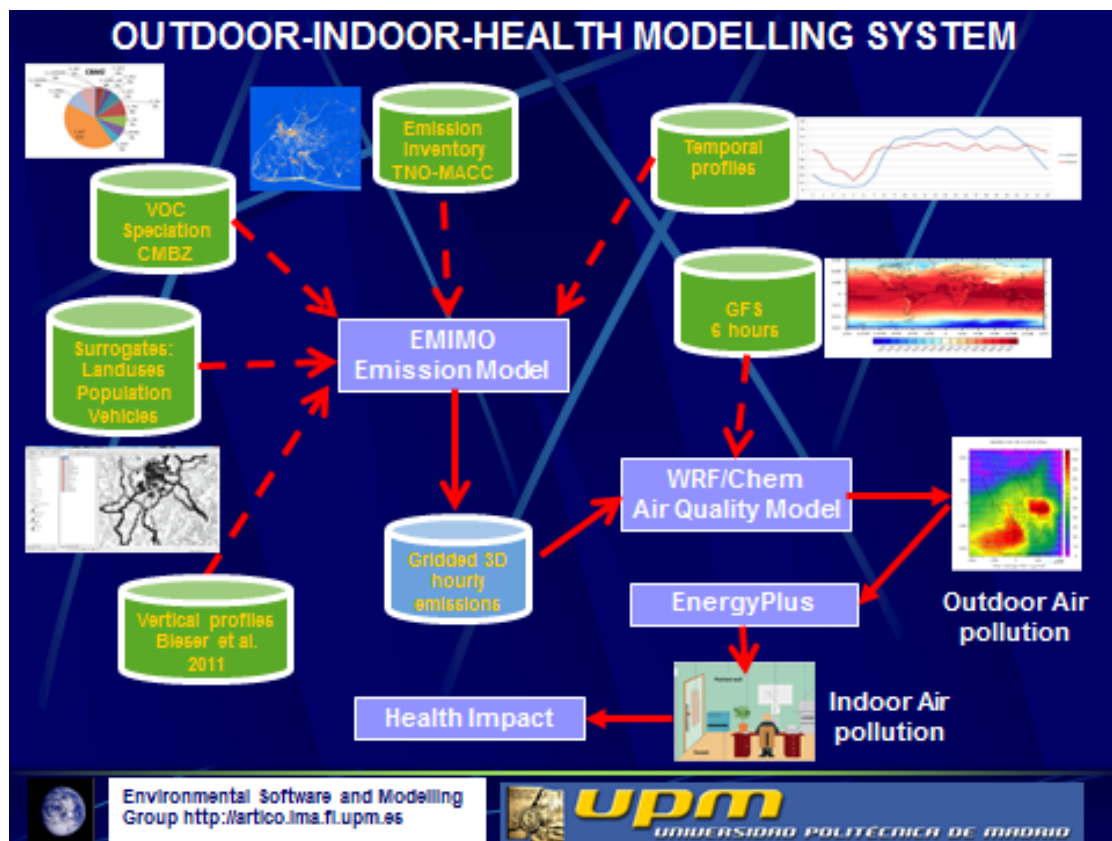 OUTDOOR-INDOOR-HEALTH MODELLING SYSTEM
Emission
Inventory
TNO-MACC
Temporal
profiles
VOC
Speciation
CMBZ
GFS
6 hours
Surrogates:
Landuses
Population
Vehicles
EMIMO
Emission Model
WRF/Chem
Air Quality Model
Gridded 3D
hourly
emissions
EnergyPlus
Outdoor Air
pollution
Vertical profiles
Bieser et al.
2011
Health Impact
Indoor Air
pollution
Environmental Software and Modelling
Group http://artico.lma.fi.upm.es
upm
UNIVERSIDAD POLITÉCNICA DE MADRID